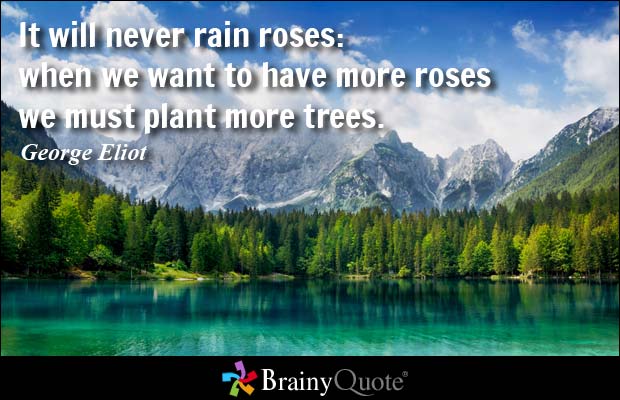 It will never rain roses:
when we want to have more roses
we must plant more trees.
George Eliot
BrainyQuote®